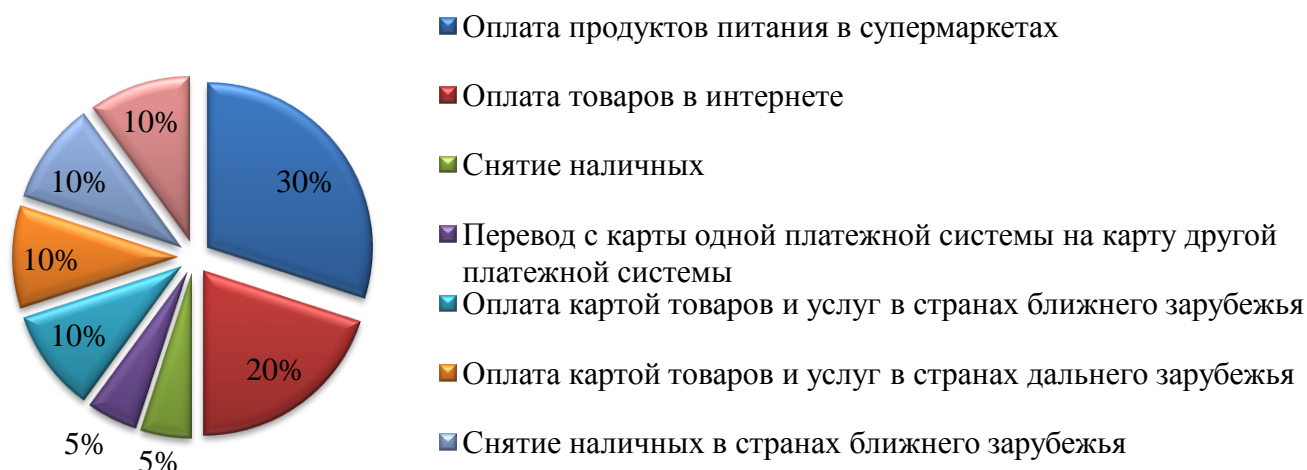 Оплата продуктов питания в супермаркетах
Оплата товаров в интернете
Снятие наличных
Перевод с карты одной платежной системы на карту другой
платежной системы
Оплата картой товаров и услуг в странах ближнего зарубежья
Оплата картой товаров и услуг в странах дальнего зарубежья
Снятие наличных в странах ближнего зарубежья
30%
20%
5%
5%
10%
10%
10%
10%